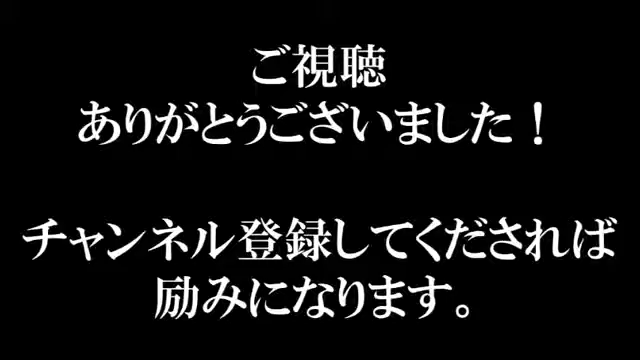 ご視聴
ありがとうございました！
チャンネル登録してくだされば
励みになります。